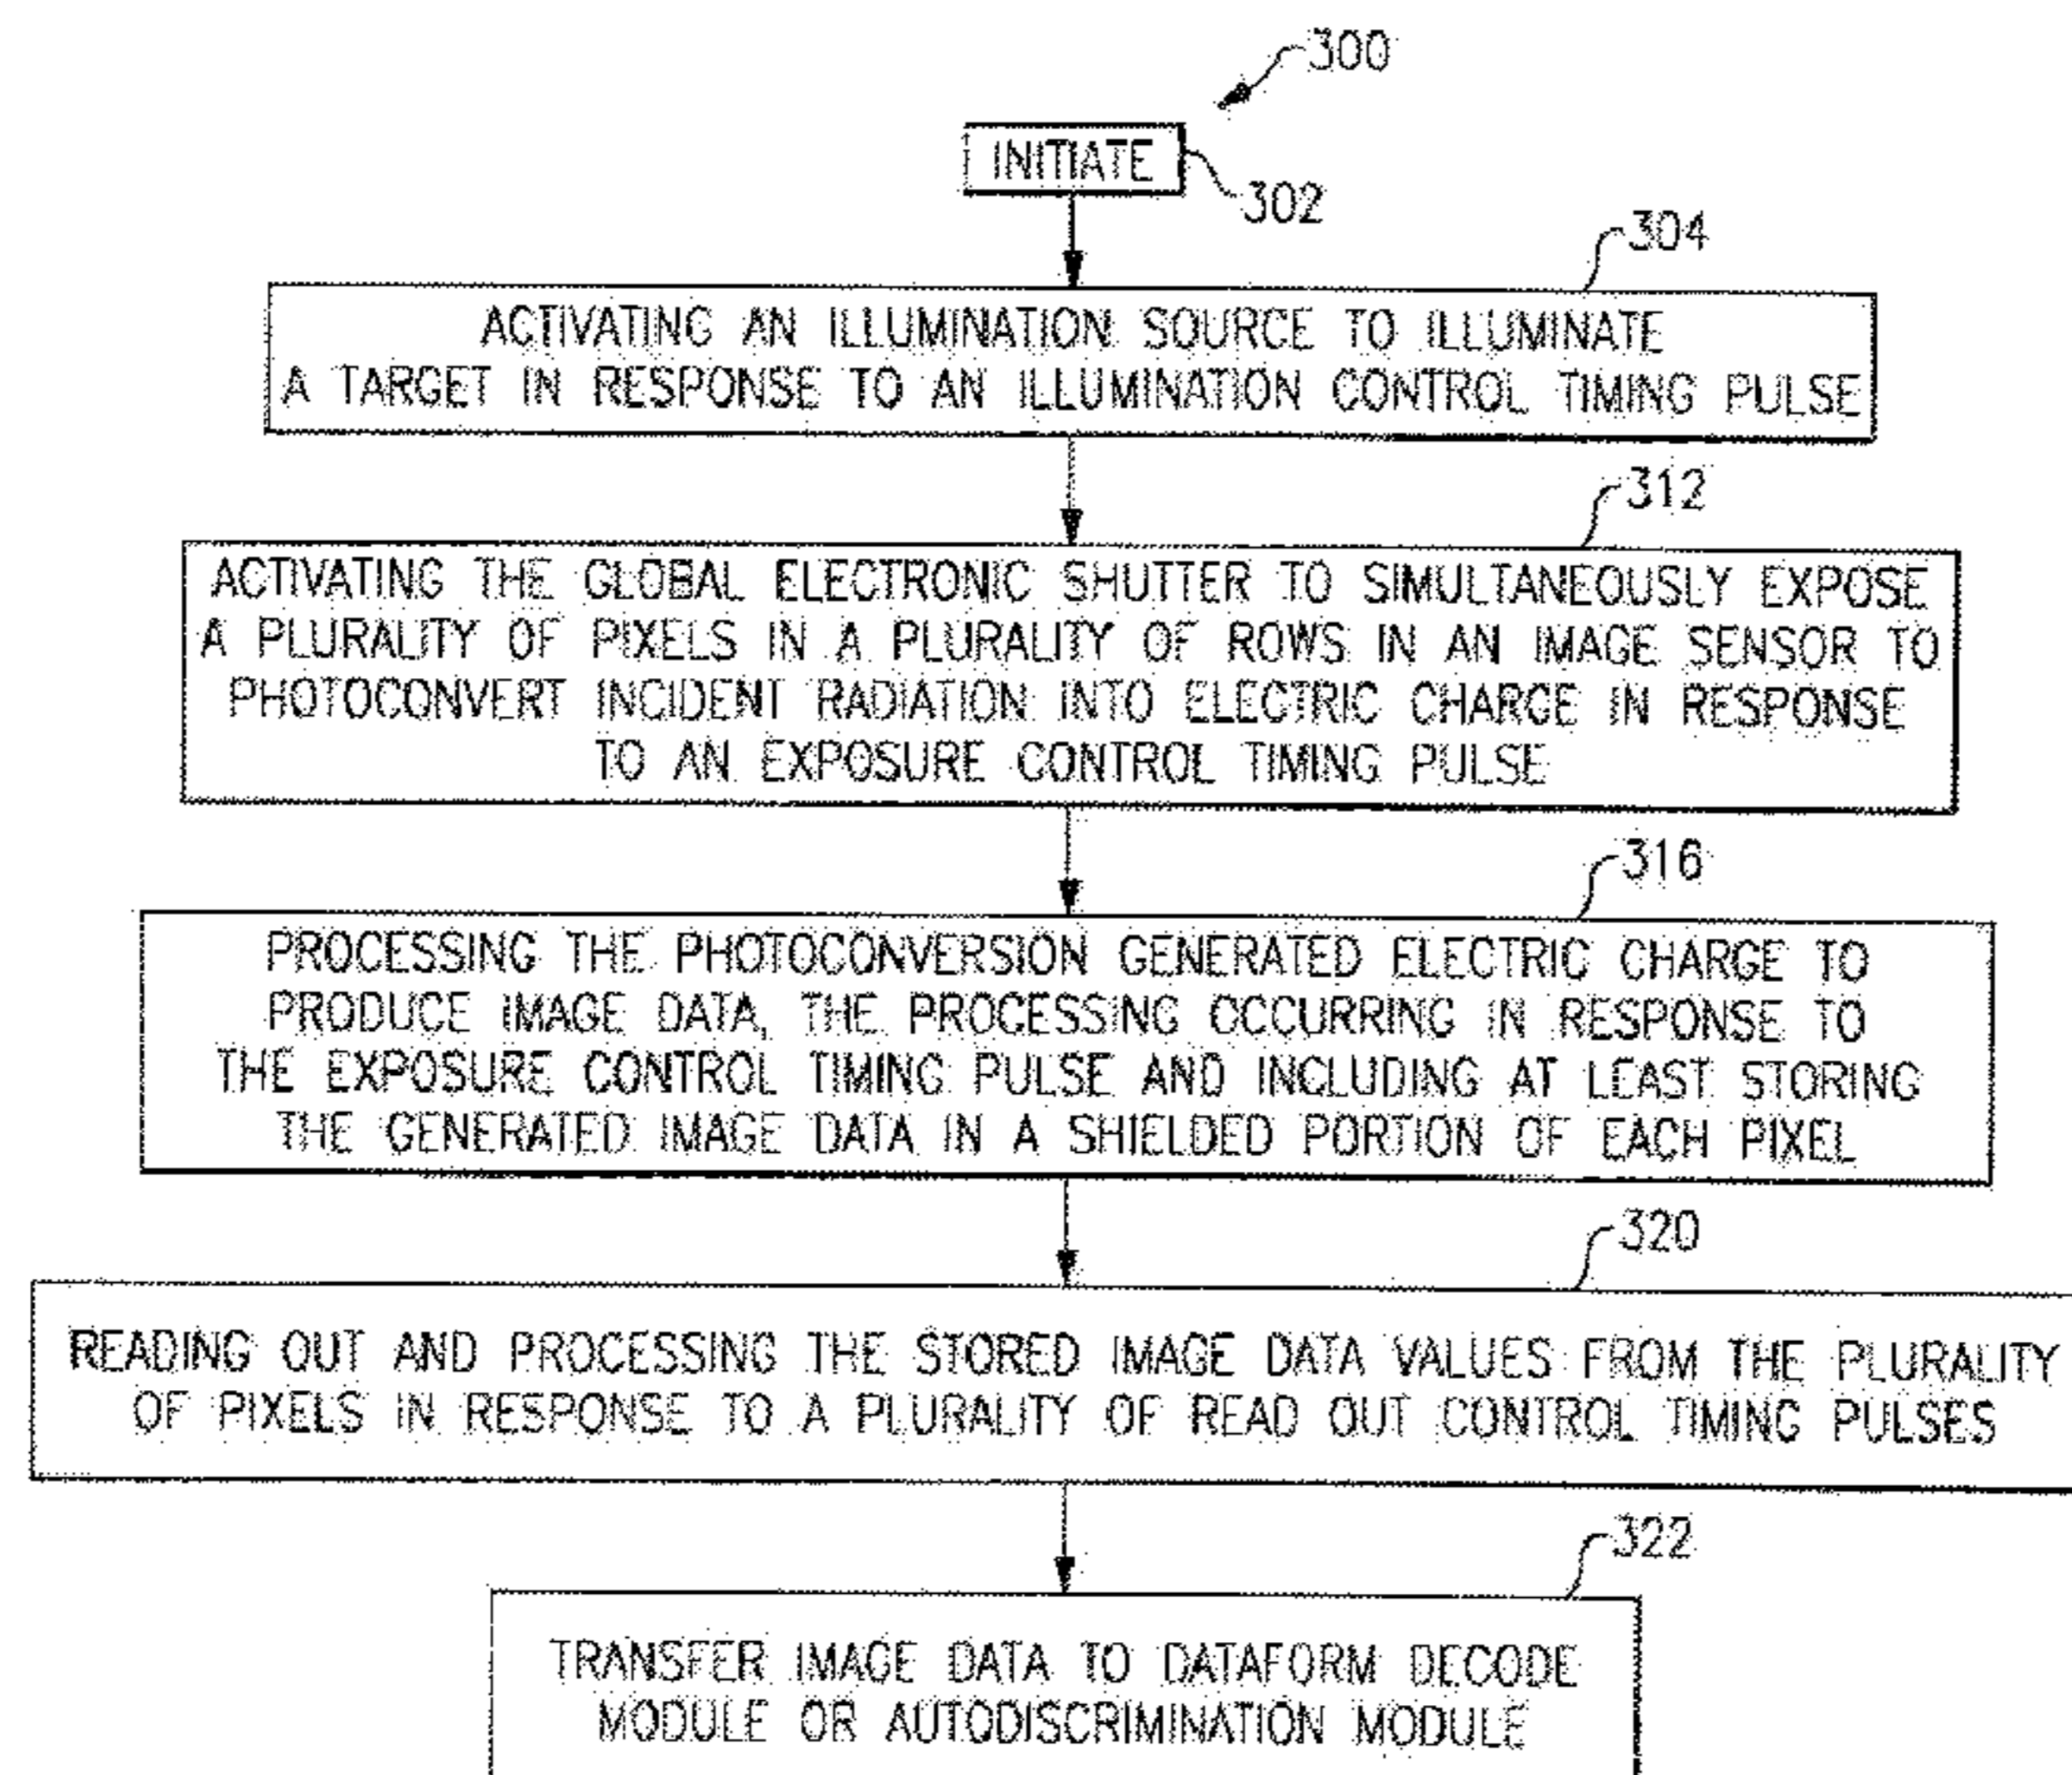 300
INITIATE
302
304
ACTIVATING AN ILLUMINATION SOURCE TO ILLUMINATE
A TARGET IN RESPONSE TO AN ILLUMINATION CONTROL TIMING PULSE
312
ACTIVATING THE GLOBAL ELECTRONIC SHUTTER TO SIMULTANEOUSLY EXPOSE
A PLURALITY OF PIXELS IN A PLURALITY OF ROWS IN AN IMAGE SENSOR TO
PHOTOCONVERT INCIDENT RADIATION INTO ELECTRIC CHARGE IN RESPONSE
TO AN EXPOSURE CONTROL TIMING PULSE
316
PROCESSING THE PHOTOCONVERSION GENERATED ELECTRIC CHARGE TO
PRODUCE IMAGE DATA, THE PROCESSING OCCURRING IN RESPONSE TO
THE EXPOSURE CONTROL TIMING PULSE AND INCLUDING AT LEAST STORING
THE GENERATED IMAGE DATA IN A SHIELDED PORTION OF EACH PIXEL
320
READING OUT AND PROCESSING THE STORED IMAGE DATA VALUES FROM THE PLURALITY
OF PIXELS IN RESPONSE TO A PLURALITY OF READ OUT CONTROL TIMING PULSES
322
TRANSFER IMAGE DATA TO DATAFORM DECODE
MODULE OR AUTODISCRIMINATION MODULE